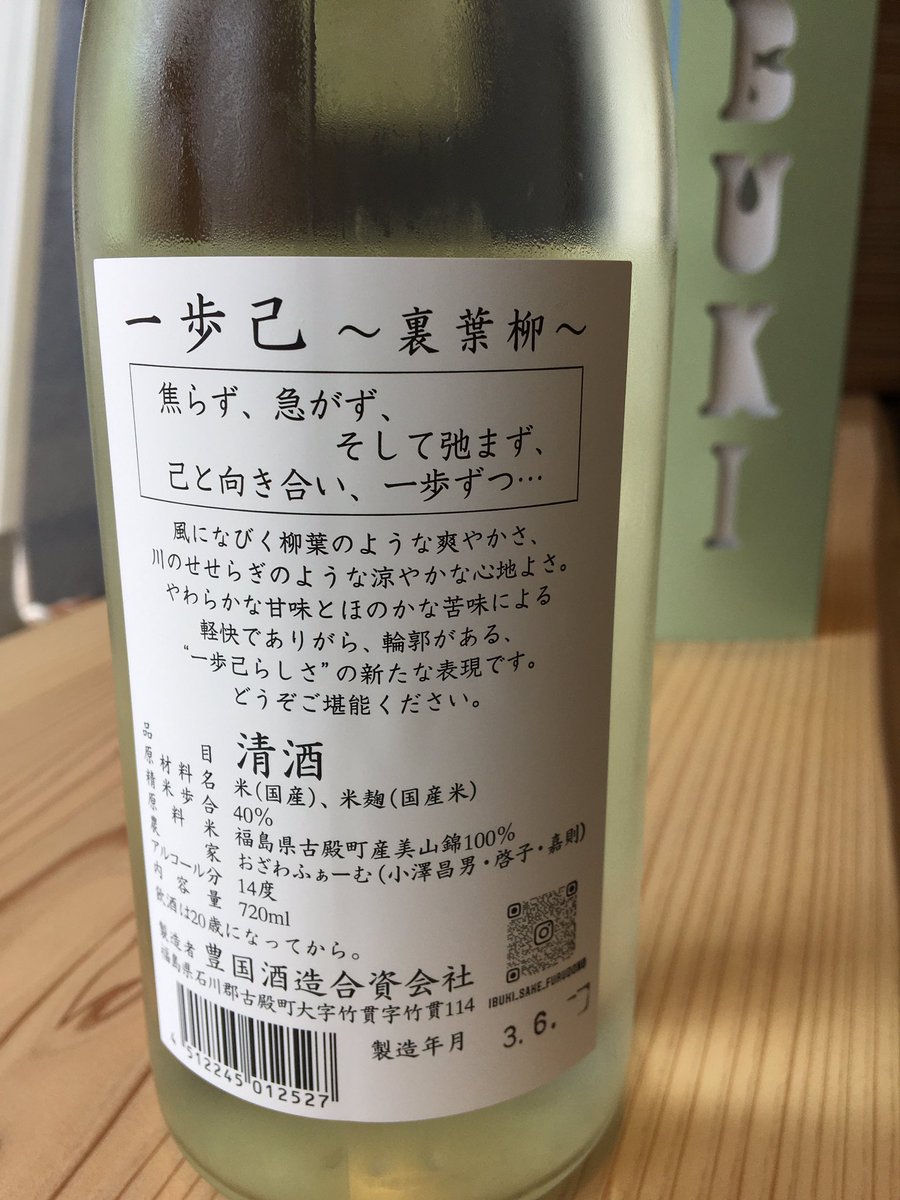 一歩己 ～裏葉柳～
焦らず、急がず、
そして弛まず、
己と向き合い、一歩ずつ…
風になびく柳葉のような爽やかさ、
川のせせらぎのような涼やかな心地よさ。
やわらかな甘味とほのかな苦味による
軽快でありがら、輪郭がある、
“一歩己らしさ”の新たな表現です。
どうぞご堪能ください。
品目 清酒
原材料名 米(国産)、米麹(国産米)
精米歩合 40%
原料米 福島県古殿町産美山錦100%
農家 おざわふぁーむ(小澤昌男・啓子・嘉則)
アルコール分 14度
内容量 720ml
飲酒は20歳になってから。
製造者 豊国酒造合資会社
福島県石川郡古殿町大字竹貫字竹貫114
IBUKI_SAKE_FURUDONO
製造年月 3.6.
4 512245 012527
BUKI